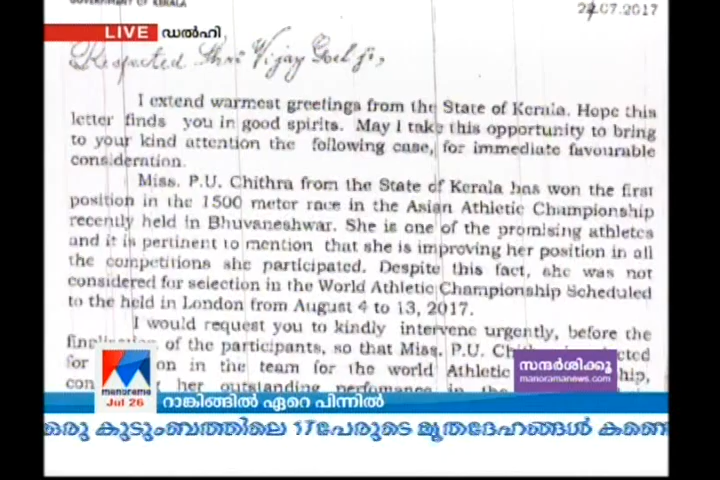 GOVERNMENT OF KERALA
24.07.2017
LIVE ഡൽഹി
Respected Shri Vijay Goel ji,
I extend warmest greetings from the State of Kerala. Hope this
letter finds you in good spirits. May I take this opportunity to bring
to your kind attention the following case, for immediate favourable
consideration.
Miss. P.U. Chithra from the State of Kerala has won the first
position in the 1500 meter race in the Asian Athletic Championship
recently held in Bhuvaneshwar. She is one of the promising athletes
and it is pertinent to mention that she is improving her position in all
the competitions she participated. Despite this fact, she was not
considered for selection in the World Athletic Championship Scheduled
to the held in London from August 4 to 13, 2017.
I would request you to kindly intervene urgently, before the
of the participants, so that Miss. P.U.
for on in the team for the world Athletic
her outstanding perfomance in the
സന്ദർശിക്കൂ
manoramanews.com
manorama
Jul 26
റാങ്കിങ്ങിൽ ഏറെ പിന്നിൽ
ഒരു കുടുംബത്തിലെ 17പേരുടെ മൃതദേഹങ്ങൾ